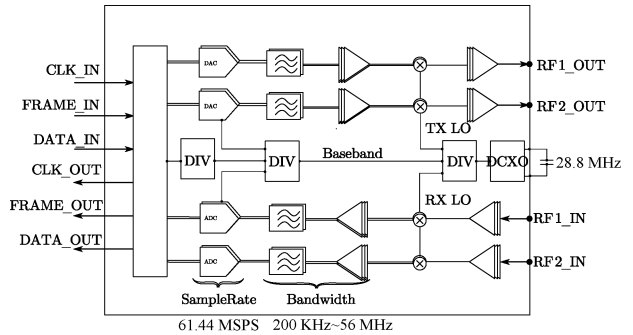 CLK_IN
FRAME_IN
DATA_IN
CLK_OUT
FRAME_OUT
DATA_OUT
DAC
DAC
RF1_OUT
RF2_OUT
TX LO
DIV
DIV
Baseband
DIV
DCXO
28.8 MHz
RX LO
ADC
ADC
RF1_IN
RF2_IN
SampleRate
Bandwidth
61.44 MSPS
200 KHz~56 MHz